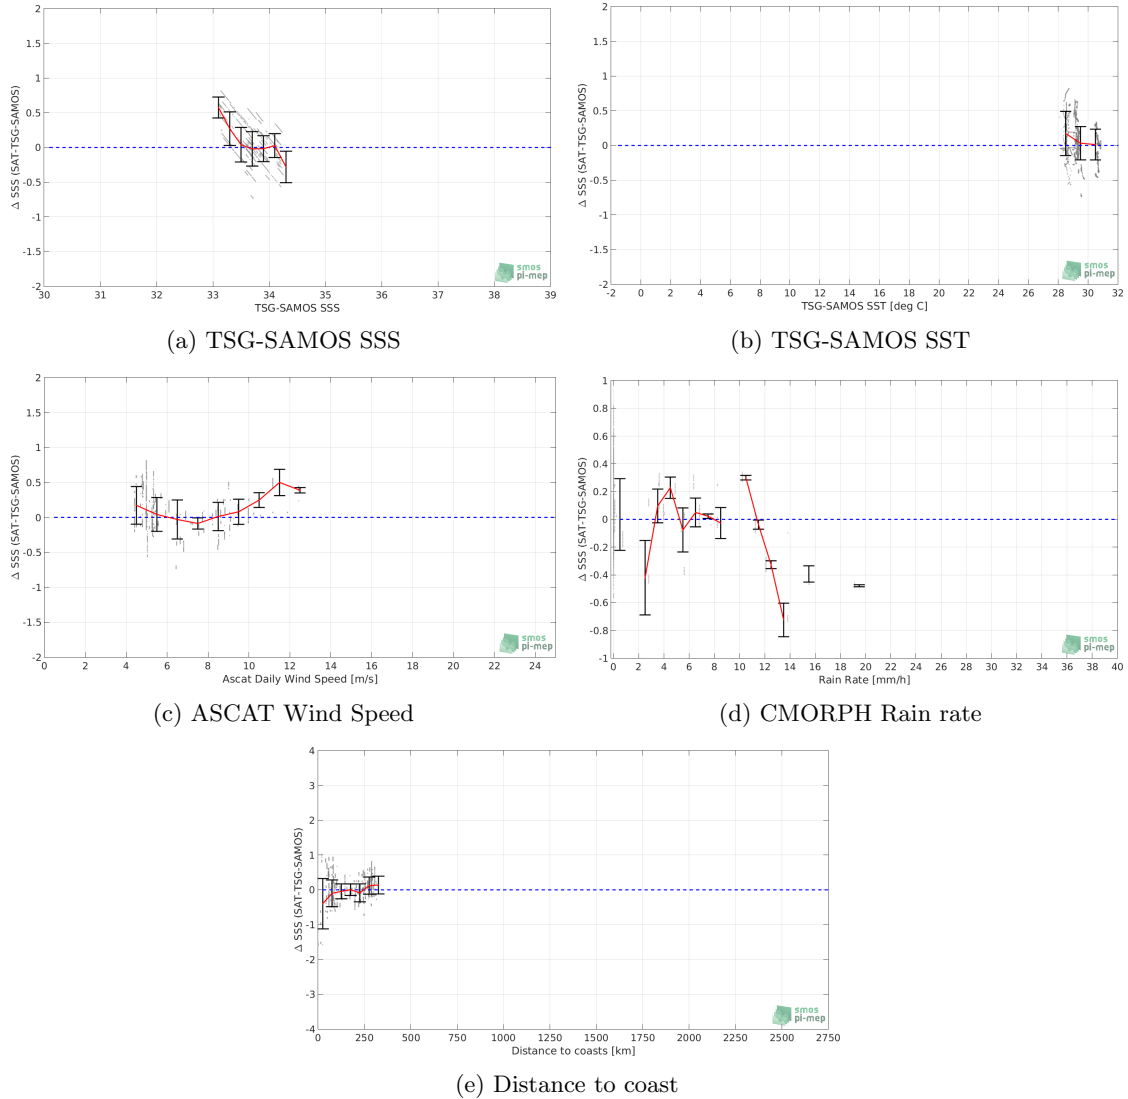 2
1.5
1
0.5
0
-0.5
-1
-1.5
-2
Δ SSS (SAT-TSG-SAMOS)
30 31 32 33 34 35 36 37 38 39
TSG-SAMOS SSS
smos
pi-mep
(a) TSG-SAMOS SSS
2
1.5
1
0.5
0
-0.5
-1
-1.5
-2
Δ SSS (SAT-TSG-SAMOS)
-2 0 2 4 6 8 10 12 14 16 18 20 22 24 26 28 30 32
TSG-SAMOS SST [deg C]
smos
pi-mep
(b) TSG-SAMOS SST
2
1.5
1
0.5
0
-0.5
-1
-1.5
-2
Δ SSS (SAT-TSG-SAMOS)
0 2 4 6 8 10 12 14 16 18 20 22 24
Ascat Daily Wind Speed [m/s]
smos
pi-mep
(c) ASCAT Wind Speed
1
0.8
0.6
0.4
0.2
0
-0.2
-0.4
-0.6
-0.8
-1
Δ SSS (SAT-TSG-SAMOS)
0 2 4 6 8 10 12 14 16 18 20 22 24 26 28 30 32 34 36 38 40
Rain Rate [mm/h]
smos
pi-mep
(d) CMORPH Rain rate
4
3
2
1
0
-1
-2
-3
-4
Δ SSS (SAT-TSG-SAMOS)
0 250 500 750 1000 1250 1500 1750 2000 2250 2500 2750
Distance to coasts [km]
smos
pi-mep
(e) Distance to coast